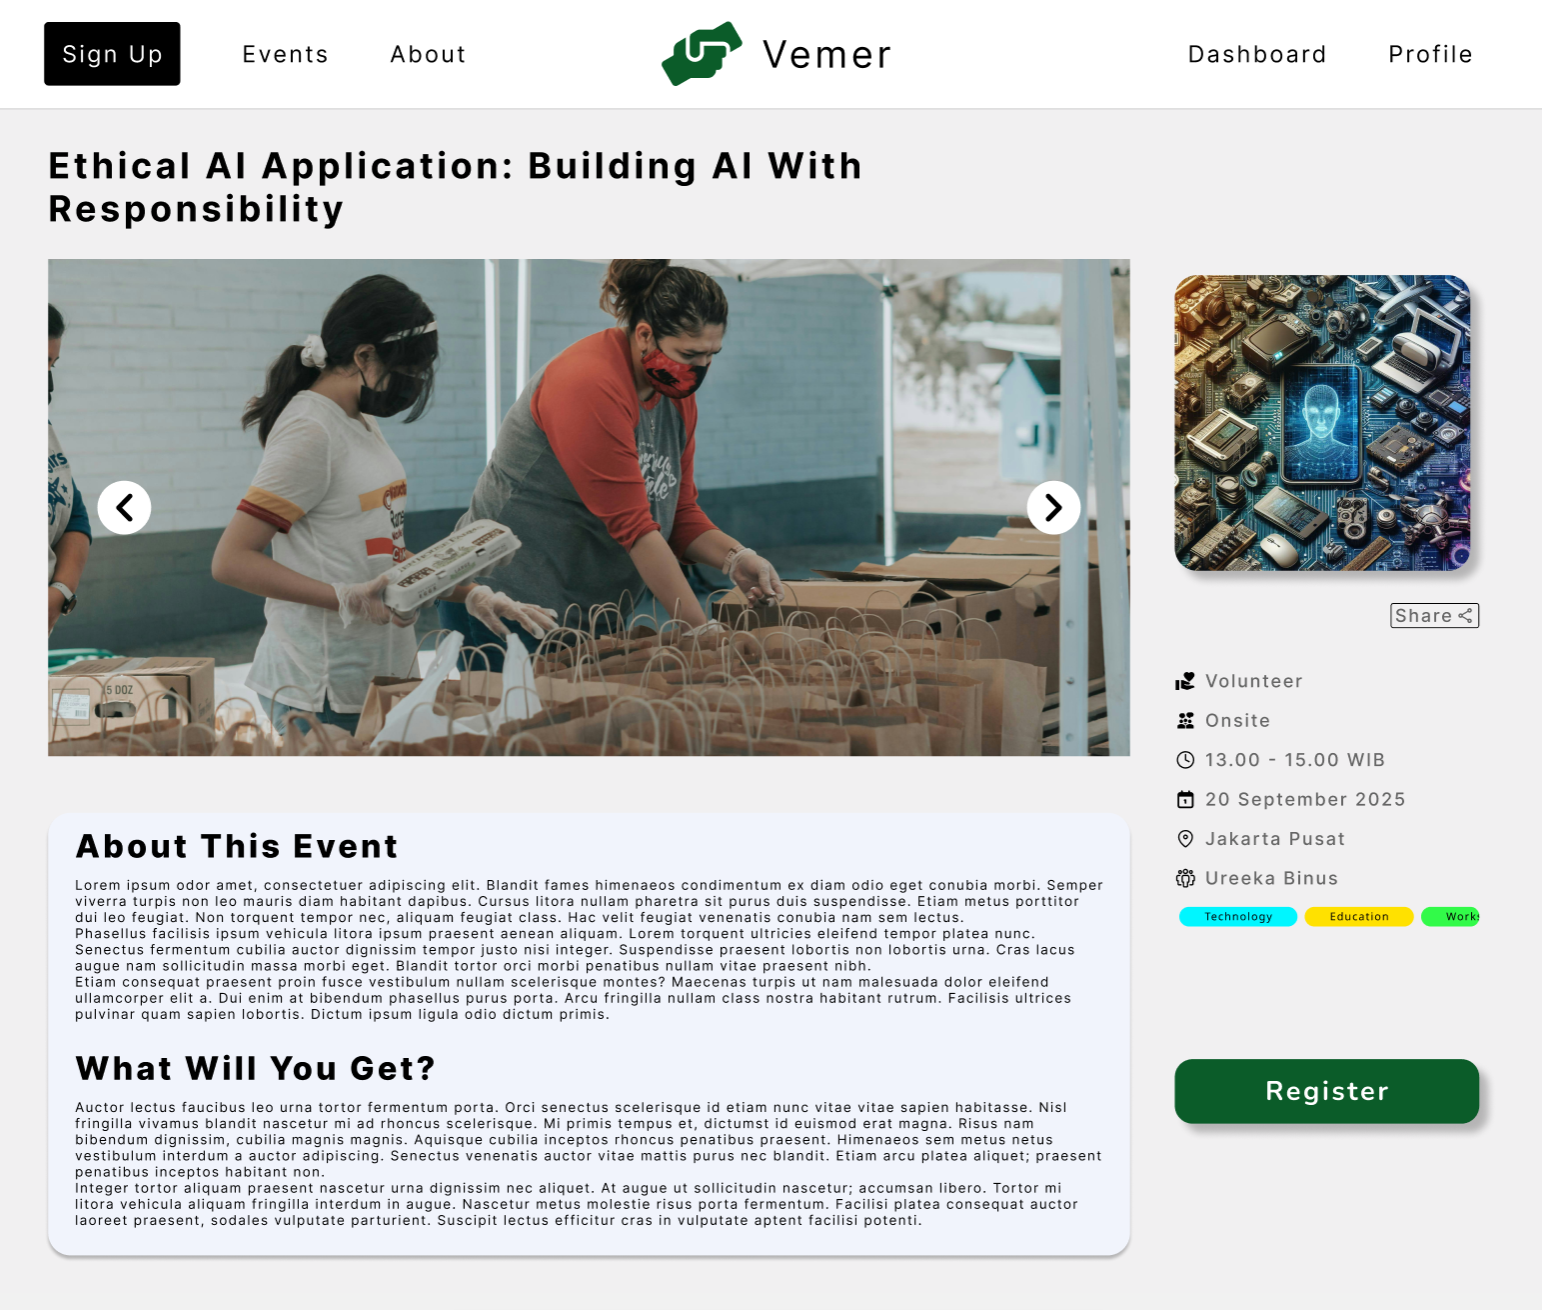 Sign Up
Events
About
Vemer
Dashboard
Profile
Ethical AI Application: Building AI With
Responsibility
15 DOZ
Share
Volunteer
Onsite
13.00 - 15.00 WIB
20 September 2025
Jakarta Pusat
Ureeka Binus
Technology
Education
Works
Register
About This Event
Lorem ipsum odor amet, consectetuer adipiscing elit. Blandit fames himenaeos condimentum ex diam odio eget conubia morbi. Semper
viverra turpis non leo mauris diam habitant dapibus. Cursus litora nullam pharetra sit purus duis suspendisse. Etiam metus porttitor
dui leo feugiat. Non torquent tempor nec, aliquam feugiat class. Hac velit feugiat venenatis conubia nam sem lectus.
Phasellus facilisis ipsum vehicula litora ipsum praesent aenean aliquam. Lorem torquent ultricies eleifend tempor platea nunc.
Senectus fermentum cubilia auctor dignissim tempor justo nisi integer. Suspendisse praesent lobortis non lobortis urna. Cras lacus
augue nam sollicitudin massa morbi eget. Blandit tortor orci morbi penatibus nullam vitae praesent nibh.
Etiam consequat praesent proin fusce vestibulum nullam scelerisque montes? Maecenas turpis ut nam malesuada dolor eleifend
ullamcorper elit a. Dui enim at bibendum phasellus purus porta. Arcu fringilla nullam class nostra habitant rutrum. Facilisis ultrices
pulvinar quam sapien lobortis. Dictum ipsum ligula odio dictum primis.
What Will You Get?
Auctor lectus faucibus leo urna tortor fermentum porta. Orci senectus scelerisque id etiam nunc vitae vitae sapien habitasse. Nisl
fringilla vivamus blandit nascetur mi ad rhoncus scelerisque. Mi primis tempus et, dictumst id euismod erat magna. Risus nam
bibendum dignissim, cubilia magnis magnis. Aquisque cubilia inceptos rhoncus penatibus praesent. Himenaeos sem metus netus
vestibulum interdum a auctor adipiscing. Senectus venenatis auctor vitae mattis purus nec blandit. Etiam arcu platea aliquet; praesent
penatibus inceptos habitant non.
Integer tortor aliquam praesent nascetur urna dignissim nec aliquet. At augue ut sollicitudin nascetur; accumsan libero. Tortor mi
litora vehicula aliquam fringilla interdum in augue. Nascetur metus molestie risus porta fermentum. Facilisi platea consequat auctor
laoreet praesent, sodales vulputate parturient. Suscipit lectus efficitur cras in vulputate aptent facilisi potenti.